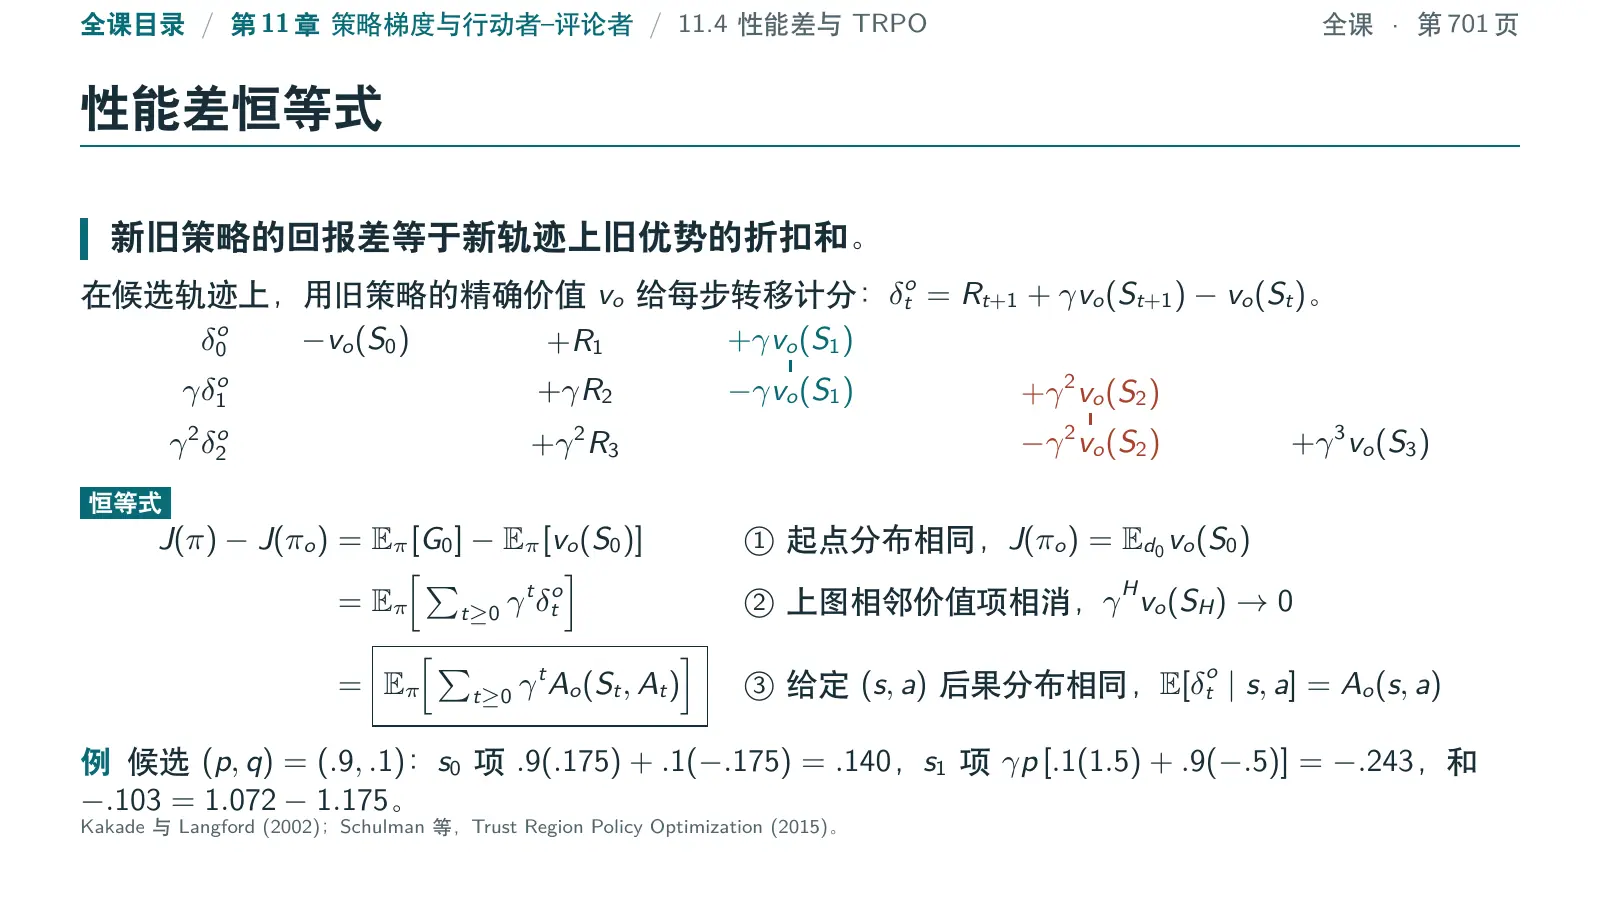 全课目录 / 第 11 章 策略梯度与行动者–评论者 / 11.4 性能差与 TRPO 全课 · 第 701 页
性能差恒等式
新旧策略的回报差等于新轨迹上旧优势的折扣和。
在候选轨迹上，用旧策略的精确价值 v_o 给每步转移计分：δ_t^o = R_{t+1} + γv_o(S_{t+1}) − v_o(S_t)。
δ_0^o −v_o(S_0) +R_1 +γv_o(S_1)
γδ_1^o +γR_2 −γv_o(S_1) +γ^2v_o(S_2)
γ^2δ_2^o +γ^2R_3 −γ^2v_o(S_2) +γ^3v_o(S_3)
恒等式
J(π) − J(π_o) = 𝔼_π[G_0] − 𝔼_π[v_o(S_0)] ① 起点分布相同，J(π_o) = 𝔼_{d_0}v_o(S_0)
= 𝔼_π[∑_{t≥0} γ^tδ_t^o] ② 上图相邻价值项相消，γ^Hv_o(S_H) → 0
= 𝔼_π[∑_{t≥0} γ^tA_o(S_t, A_t)] ③ 给定 (s, a) 后果分布相同，𝔼[δ_t^o | s, a] = A_o(s, a)
例 候选 (p, q) = (.9, .1)：s_0 项 .9(.175) + .1(−.175) = .140，s_1 项 γp[.1(1.5) + .9(−.5)] = −.243，和
−.103 = 1.072 − 1.175。
Kakade 与 Langford (2002)；Schulman 等，Trust Region Policy Optimization (2015)。